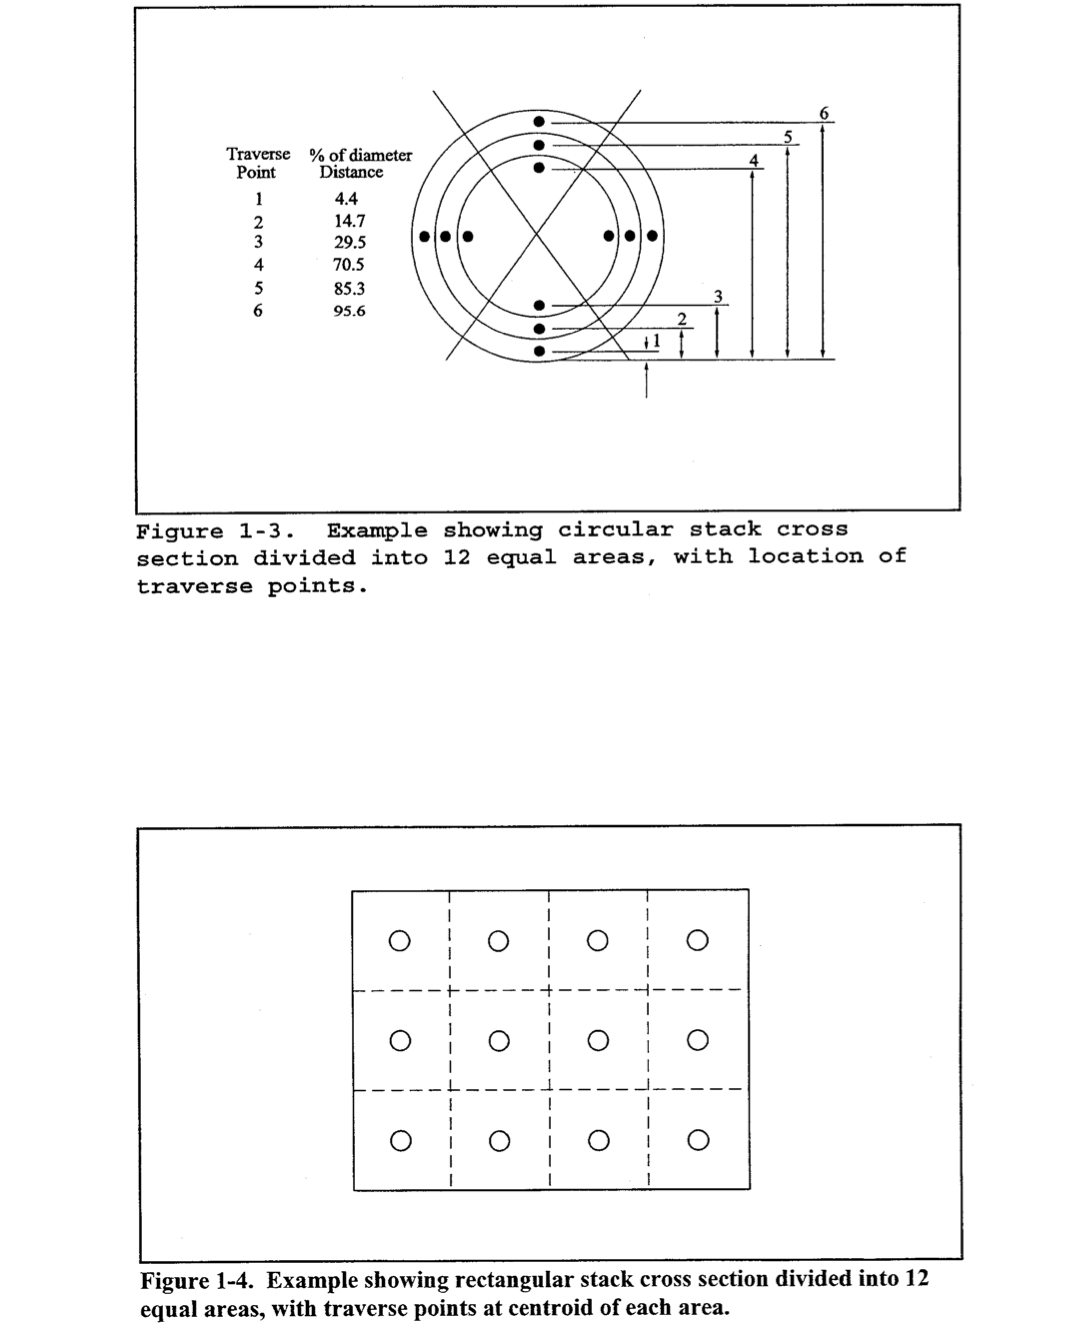 6
5
4
Traverse % of diameter
Point Distance
1 4.4
2 14.7
3 29.5
4 70.5
5 85.3
6 95.6
3
2
1
Figure 1-3. Example showing circular stack cross
section divided into 12 equal areas, with location of
traverse points.
Figure 1-4. Example showing rectangular stack cross section divided into 12
equal areas, with traverse points at centroid of each area.